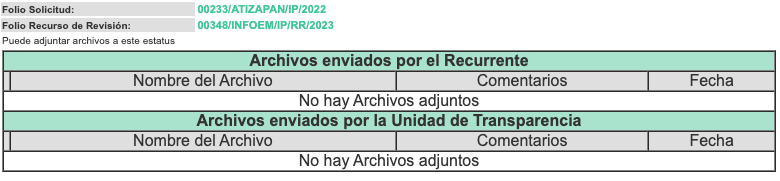 Folio Solicitud: 00233/ATIZAPAN/IP/2022
Folio Recurso de Revisión: 00348/INFOEM/IP/RR/2023
Puede adjuntar archivos a este estatus
Archivos enviados por el Recurrente
Nombre del Archivo Comentarios Fecha
No hay Archivos adjuntos
Archivos enviados por la Unidad de Transparencia
Nombre del Archivo Comentarios Fecha
No hay Archivos adjuntos